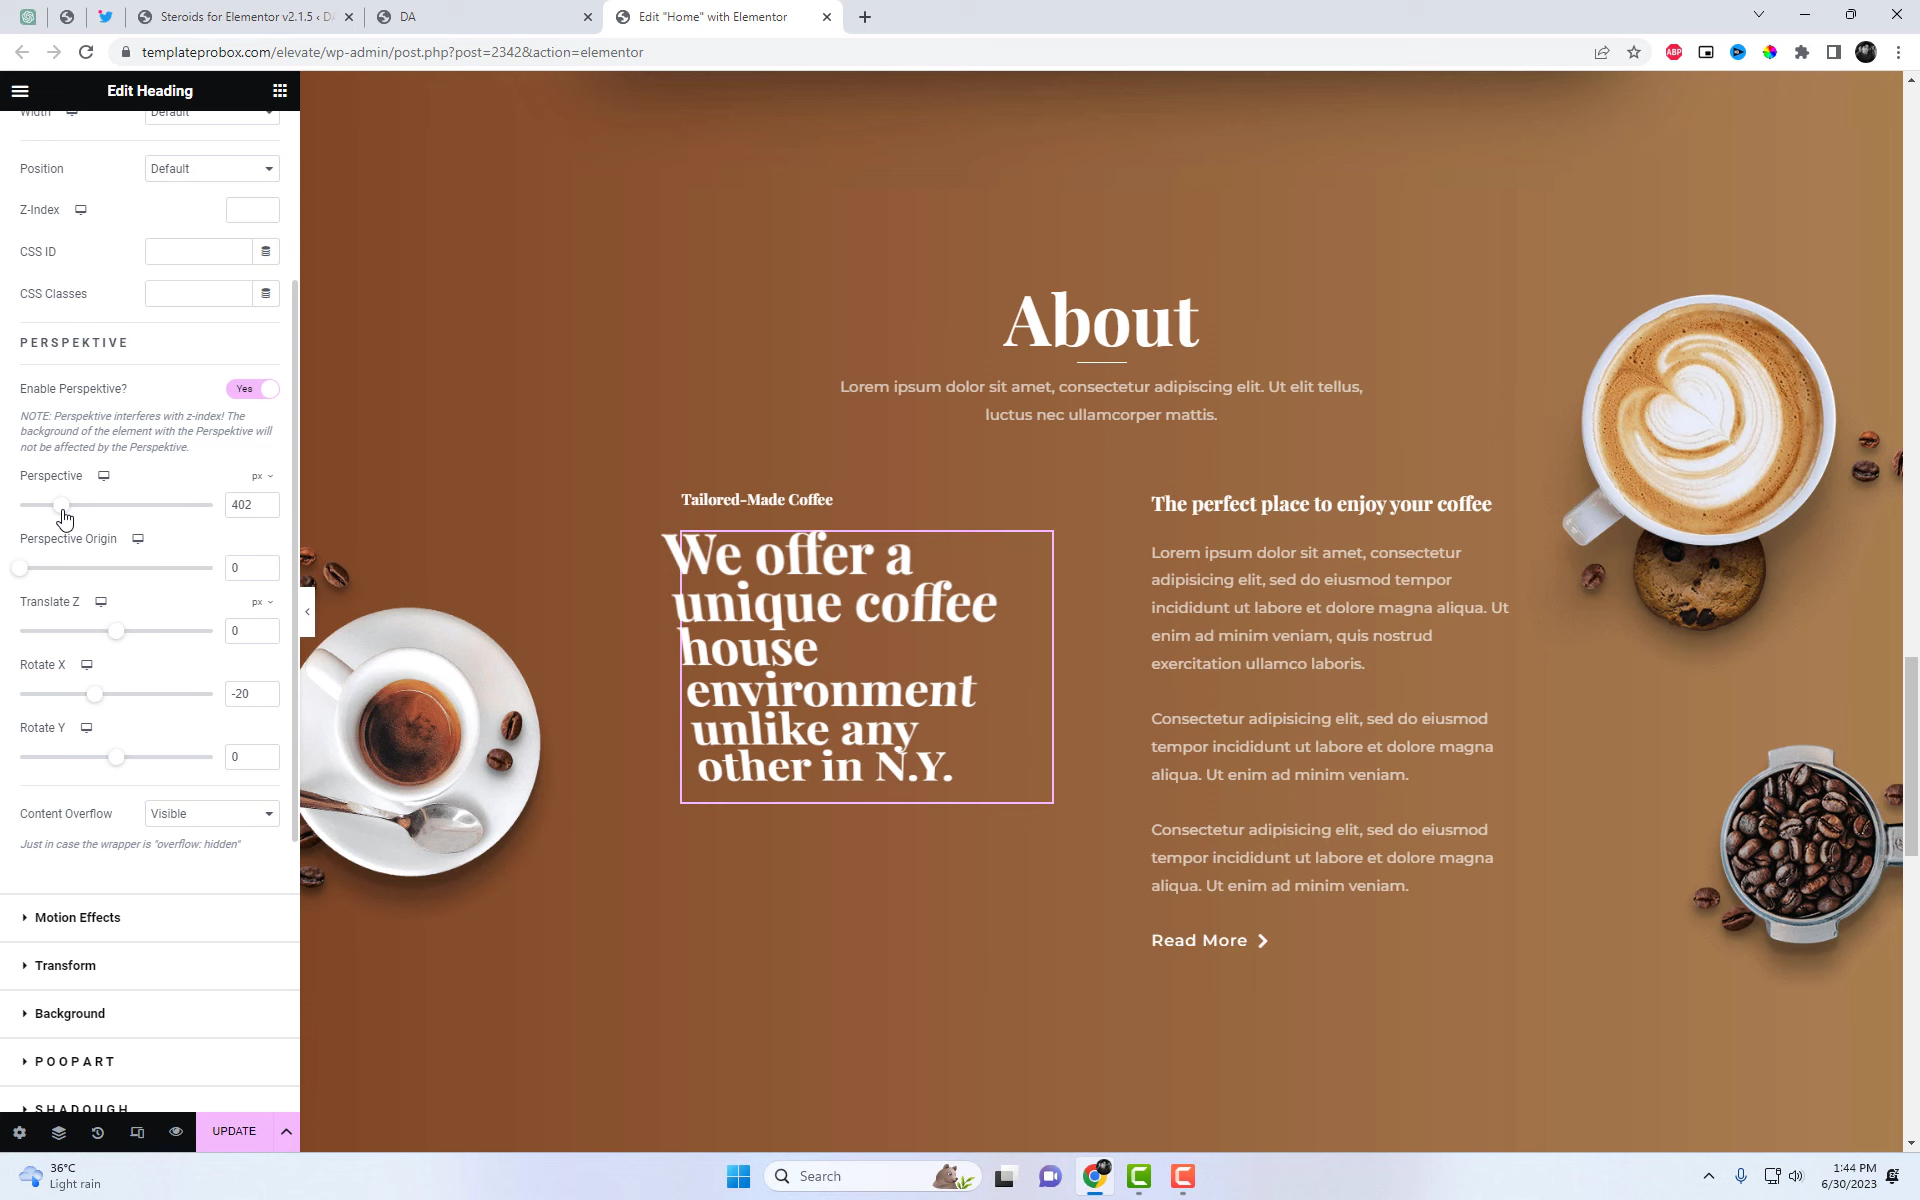 Steroids for Elementor v2.1.5 ‹ DA
DA
Edit "Home" with Elementor
templateprobox.com/elevate/wp-admin/post.php?post=2342&action=elementor
ABP
Edit Heading
Width
Default
Position
Default
Z-Index
CSS ID
CSS Classes
PERSPEKTIVE
Enable Perspektive?
Yes
NOTE: Perspektive interferes with z-index! The
background of the element with the Perspektive will
not be affected by the Perspektive.
Perspective
px
402
Perspective Origin
0
Translate Z
px
0
Rotate X
-20
Rotate Y
0
Content Overflow
Visible
Just in case the wrapper is "overflow: hidden"
Motion Effects
Transform
Background
POOPART
SHADOUGH
UPDATE
About
Lorem ipsum dolor sit amet, consectetur adipiscing elit. Ut elit tellus,
luctus nec ullamcorper mattis.
Tailored-Made Coffee
We offer a
unique coffee
house
environment
unlike any
other in N.Y.
The perfect place to enjoy your coffee
Lorem ipsum dolor sit amet, consectetur
adipisicing elit, sed do eiusmod tempor
incididunt ut labore et dolore magna aliqua. Ut
enim ad minim veniam, quis nostrud
exercitation ullamco laboris.
Consectetur adipisicing elit, sed do eiusmod
tempor incididunt ut labore et dolore magna
aliqua. Ut enim ad minim veniam.
Consectetur adipisicing elit, sed do eiusmod
tempor incididunt ut labore et dolore magna
aliqua. Ut enim ad minim veniam.
Read More
36°C
Light rain
Search
1:44 PM
6/30/2023